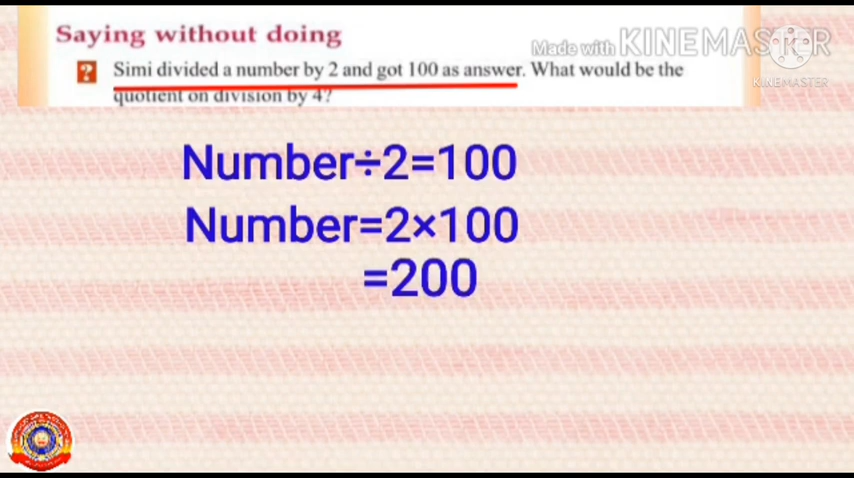 Saying without doing
Made with KINEMASTER
KINEMASTER
? Simi divided a number by 2 and got 100 as answer. What would be the
quotient on division by 4?
Number÷2=100
Number=2×100
=200